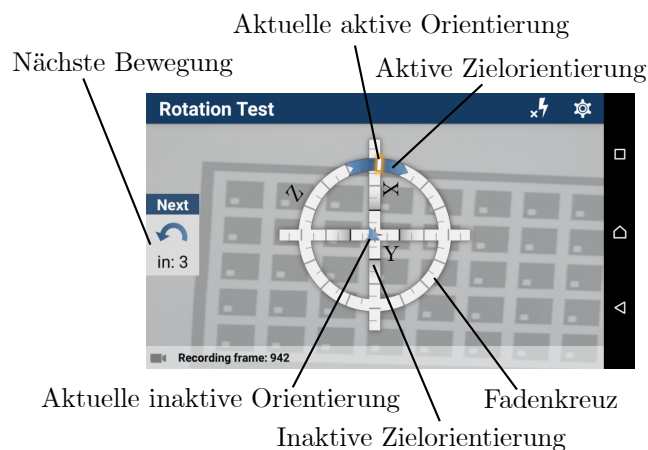 Aktuelle aktive Orientierung
Nächste Bewegung
Aktive Zielorientierung
Rotation Test
Z
X
Next
Y
in: 3
Recording frame: 942
Aktuelle inaktive Orientierung
Fadenkreuz
Inaktive Zielorientierung